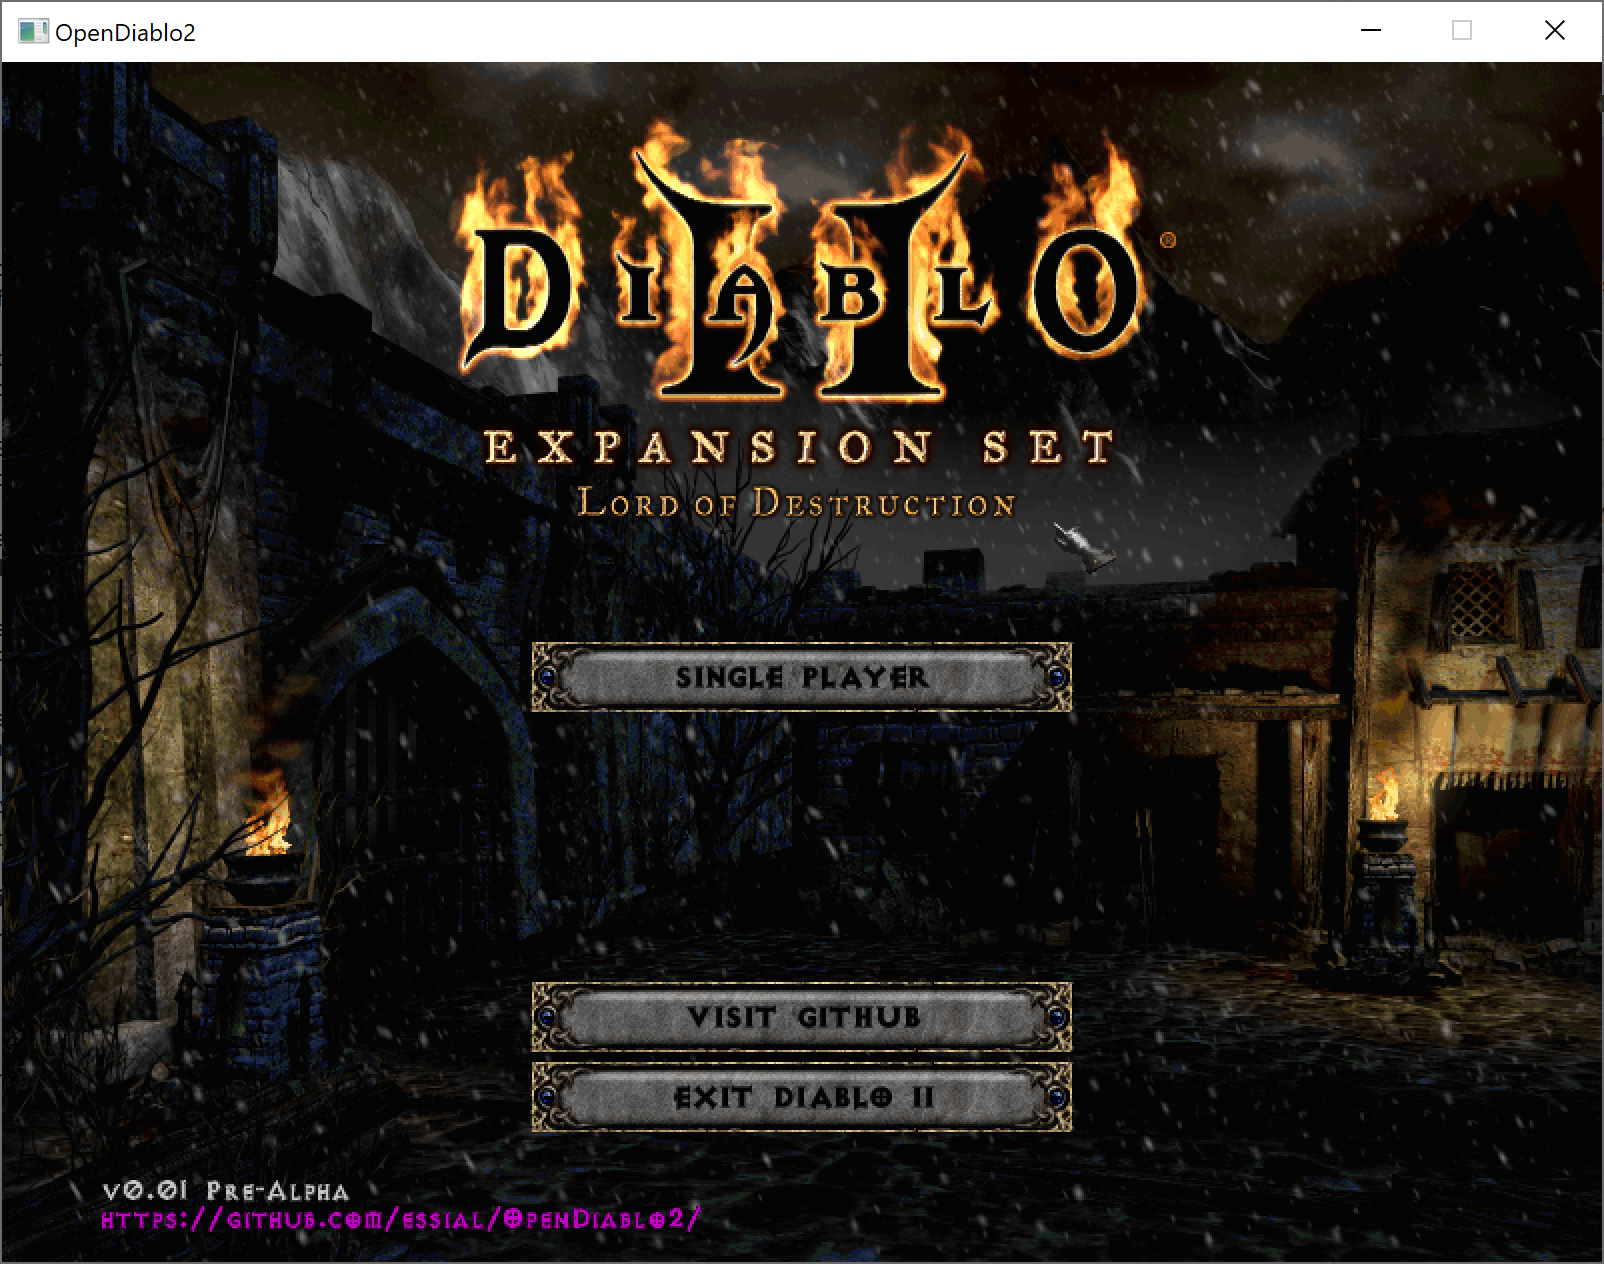 OpenDiablo2
DIABLO II ®
EXPANSION SET
LORD OF DESTRUCTION
SINGLE PLAYER
VISIT GITHUB
EXIT DIABLO II
v0.01 Pre-Alpha
https://github.com/essial/OpenDiablo2/